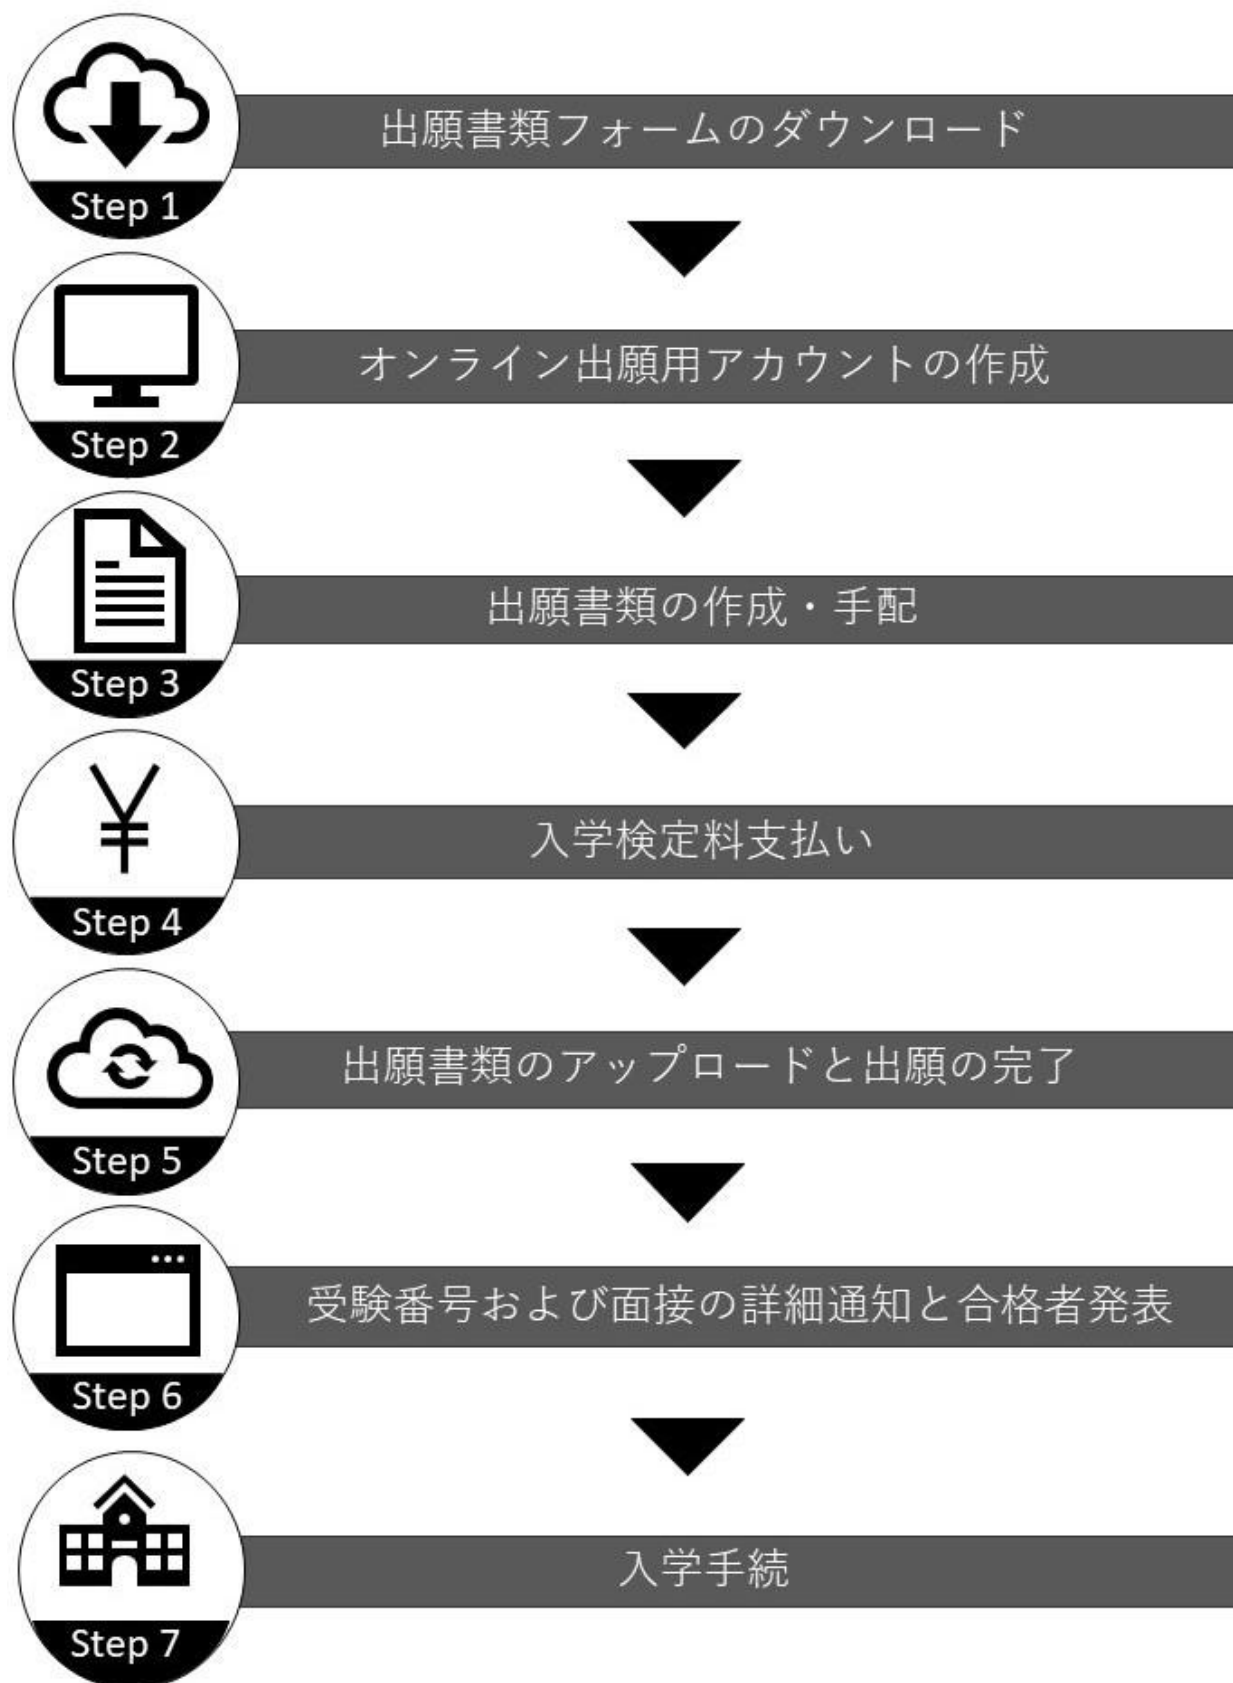 出願書類フォームのダウンロード
Step 1
オンライン出願用アカウントの作成
Step 2
出願書類の作成・手配
Step 3
入学検定料支払い
¥
Step 4
出願書類のアップロードと出願の完了
Step 5
受験番号および面接の詳細通知と合格者発表
Step 6
入学手続
Step 7